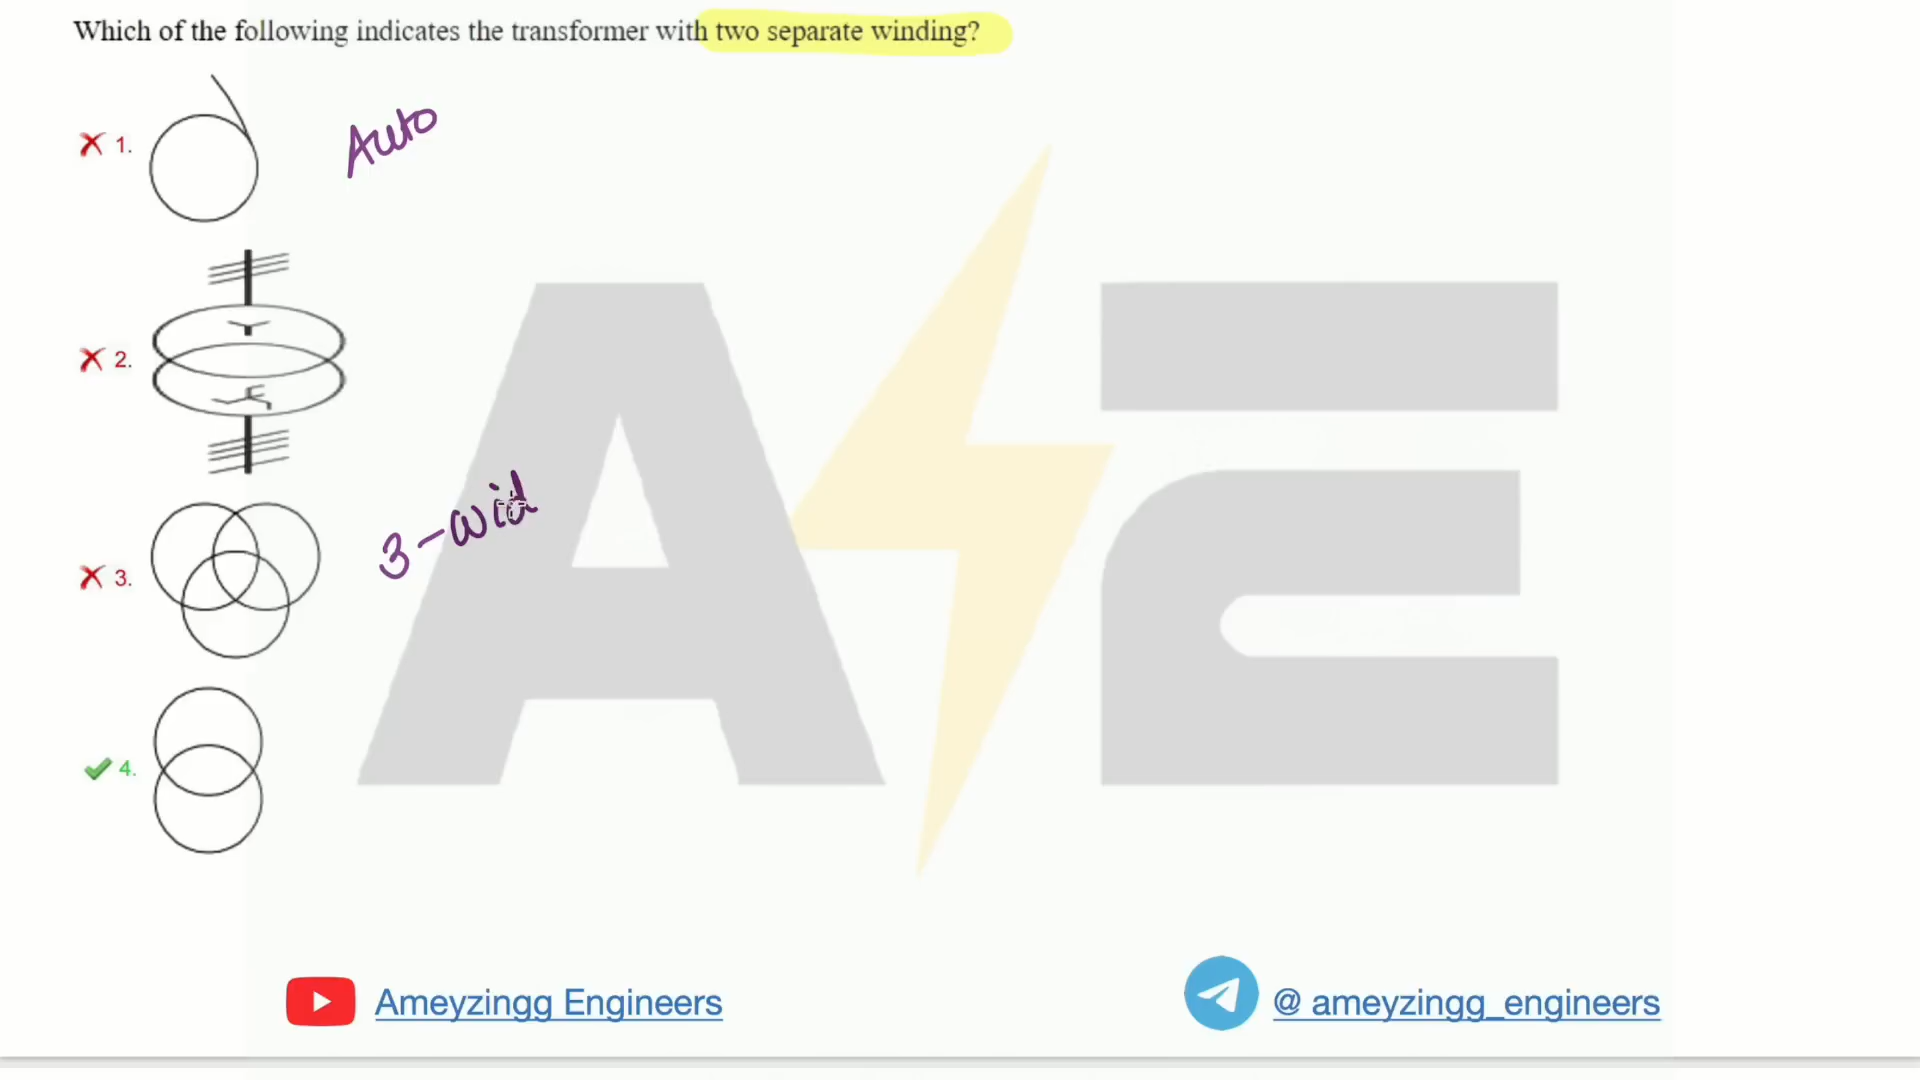 Which of the following indicates the transformer with two separate winding?
1.
Auto
2.
3-wid
3.
4.
AE
Ameyzingg Engineers
@ ameyzingg_engineers